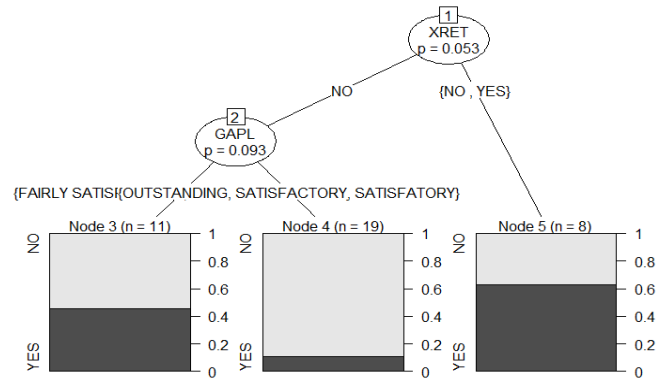 1
XRET
p = 0.053
NO
{NO , YES}
2
GAPL
p = 0.093
{FAIRLY SATISF{OUTSTANDING, SATISFACTORY, SATISFATORY}
Node 3 (n = 11)
NO
YES
1
0.8
0.6
0.4
0.2
0
Node 4 (n = 19)
NO
YES
1
0.8
0.6
0.4
0.2
0
Node 5 (n = 8)
NO
YES
1
0.8
0.6
0.4
0.2
0